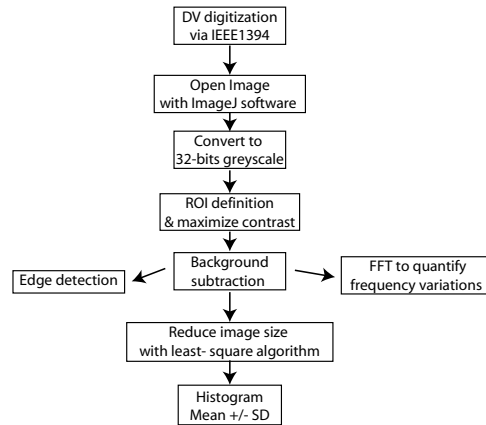 DV digitization
via IEEE1394
Open Image
with ImageJ software
Convert to
32-bits greyscale
ROI definition
& maximize contrast
Background
subtraction
Edge detection
FFT to quantify
frequency variations
Reduce image size
with least- square algorithm
Histogram
Mean +/- SD